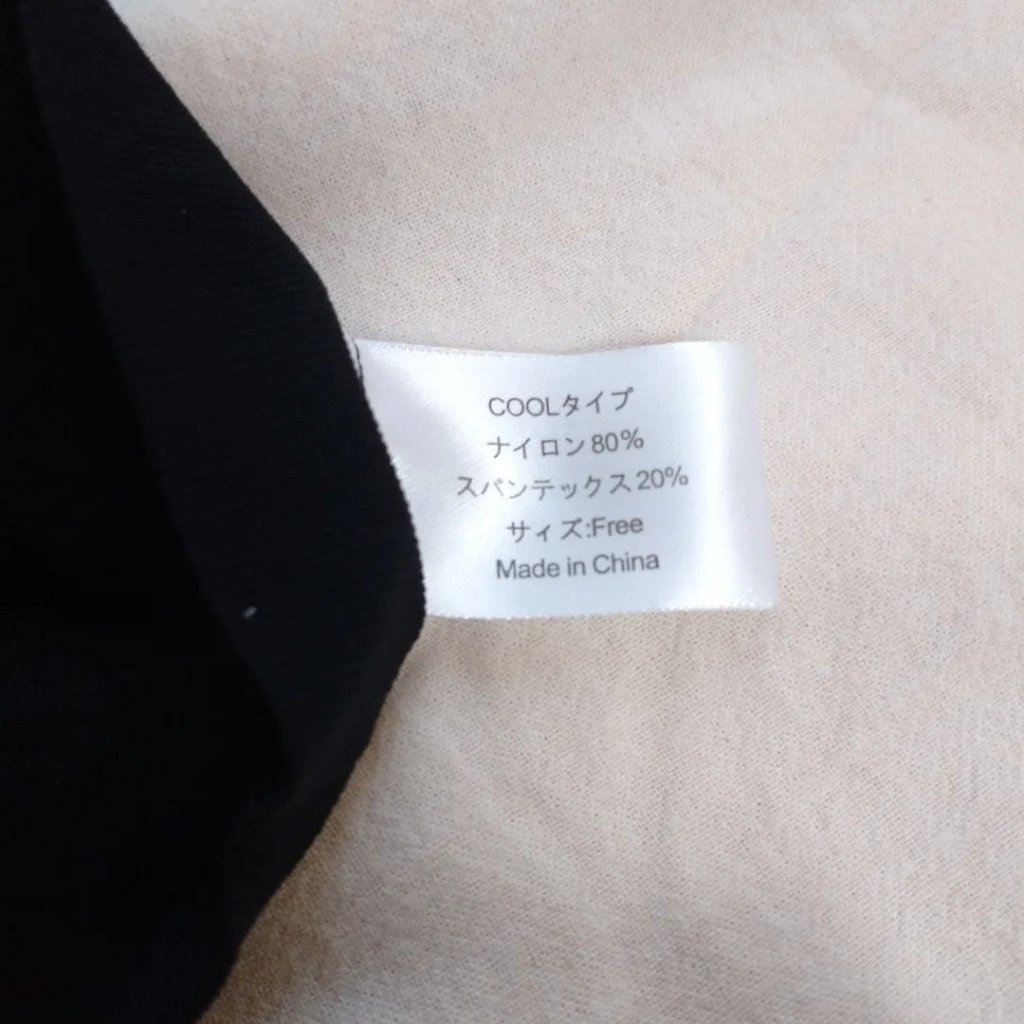 COOLタイプ
ナイロン80%
スパンテックス20%
サイズ:Free
Made in China